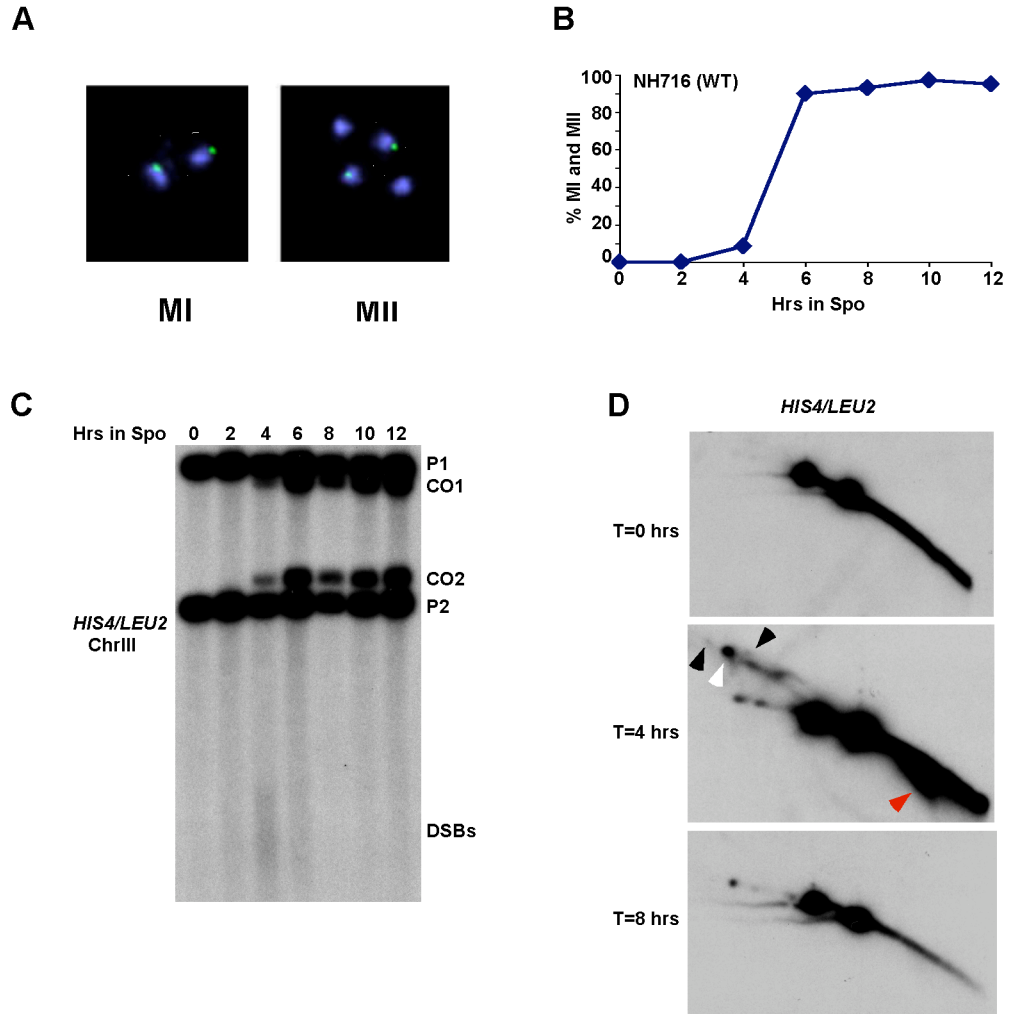 A
MI
MII
B
NH716 (WT)
% MI and MII
100
80
60
40
20
0
0 2 4 6 8 10 12
Hrs in Spo
C
Hrs in Spo 0 2 4 6 8 10 12
P1
CO1
CO2
P2
HIS4/LEU2
ChrIII
DSBs
D
HIS4/LEU2
T=0 hrs
T=4 hrs
T=8 hrs